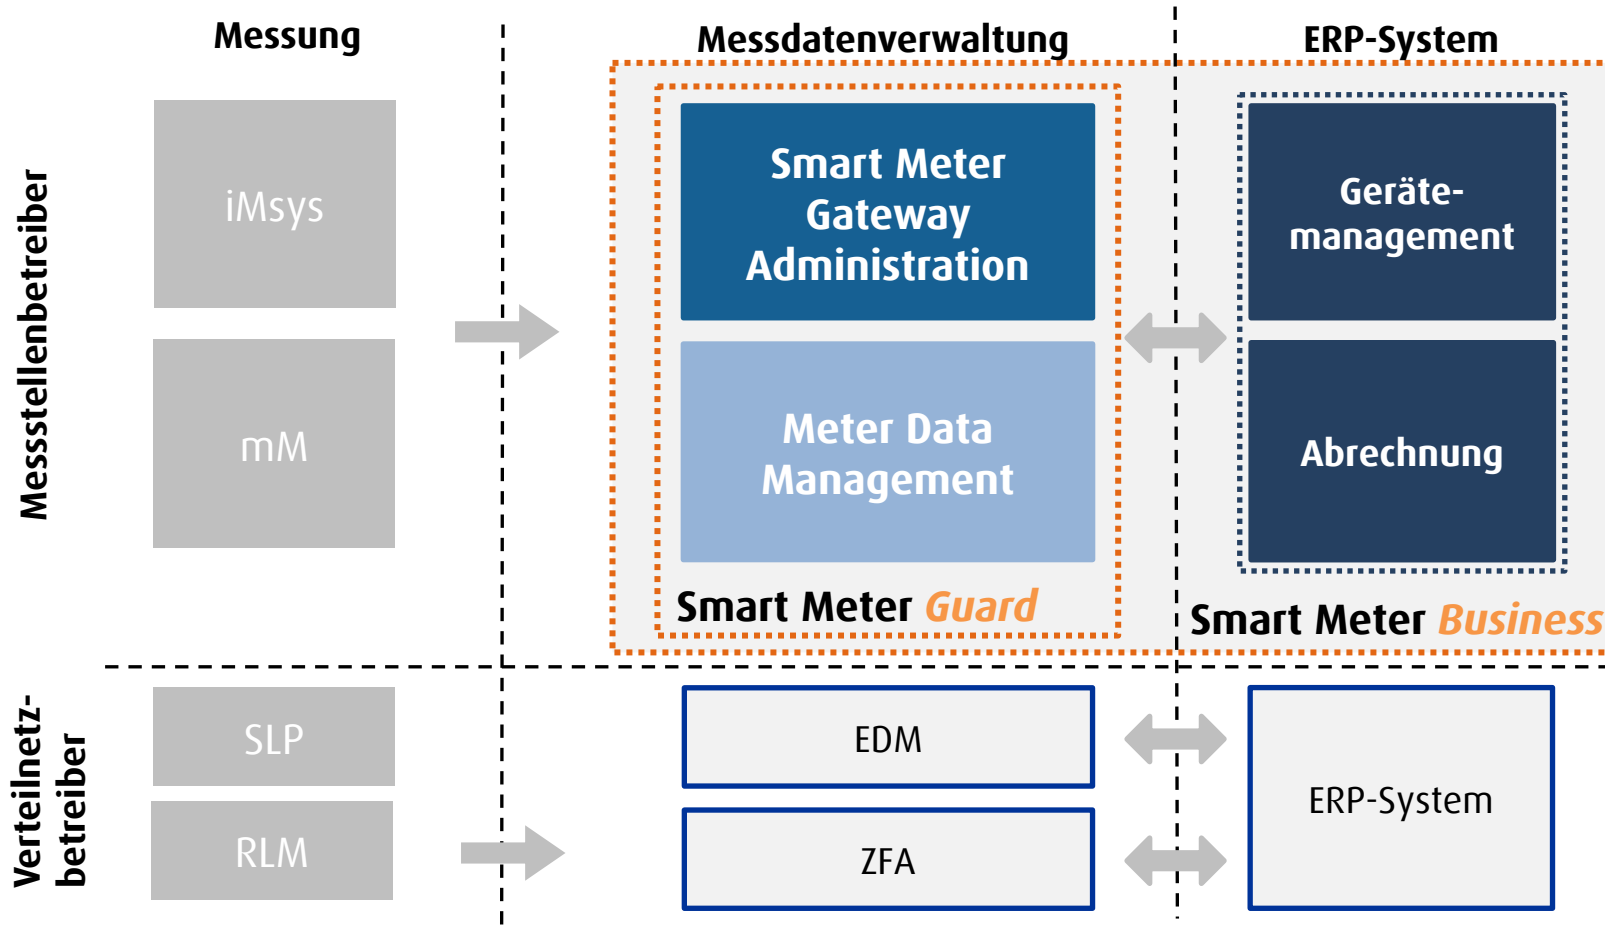 Messung
Messdatenverwaltung
ERP-System
Messstellenbetreiber
iMsys
mM
Smart Meter
Gateway
Administration
Meter Data
Management
Smart Meter Guard
Geräte-
management
Abrechnung
Smart Meter Business
Verteilnetz-
betreiber
SLP
RLM
EDM
ZFA
ERP-System